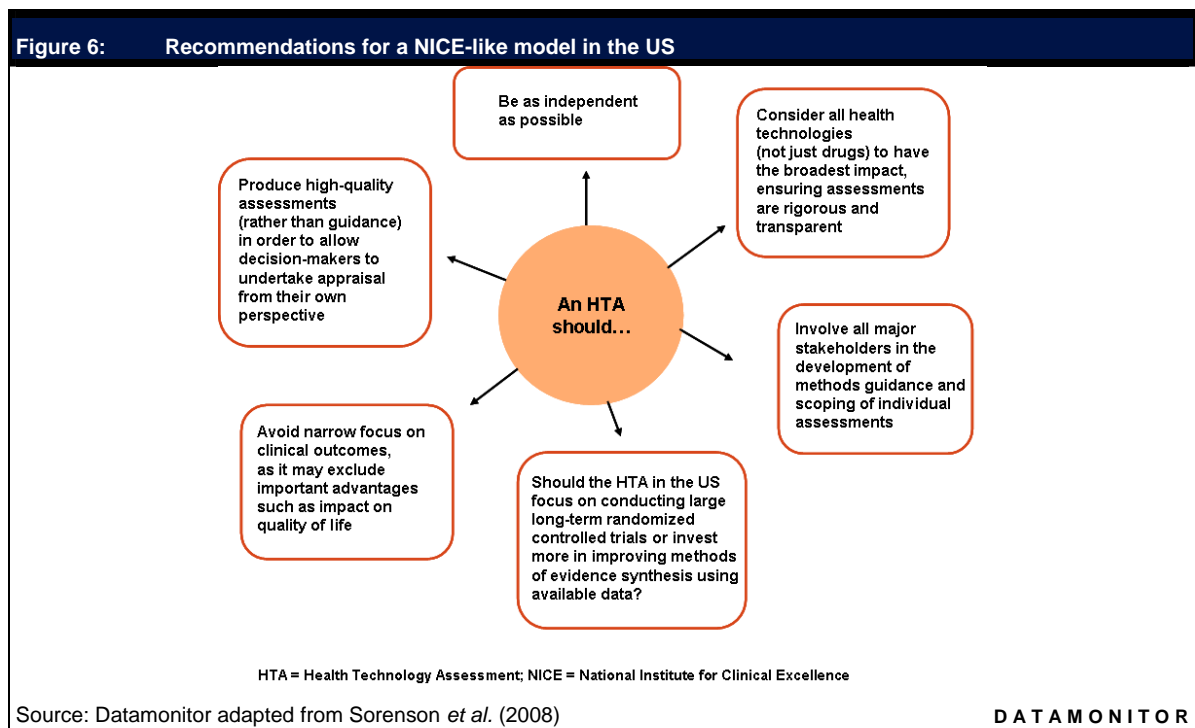 Figure 6: Recommendations for a NICE-like model in the US
Be as independent
as possible
Consider all health
technologies
(not just drugs) to have
the broadest impact,
ensuring assessments
are rigorous and
transparent
Produce high-quality
assessments
(rather than guidance)
in order to allow
decision-makers to
undertake appraisal
from their own
perspective
An HTA
should...
Involve all major
stakeholders in the
development of
methods guidance and
scoping of individual
assessments
Avoid narrow focus on
clinical outcomes,
as it may exclude
important advantages
such as impact on
quality of life
Should the HTA in the US
focus on conducting large
long-term randomized
controlled trials or invest
more in improving methods
of evidence synthesis using
available data?
HTA = Health Technology Assessment; NICE = National Institute for Clinical Excellence
Source: Datamonitor adapted from Sorenson et al. (2008)
DATAMONITOR